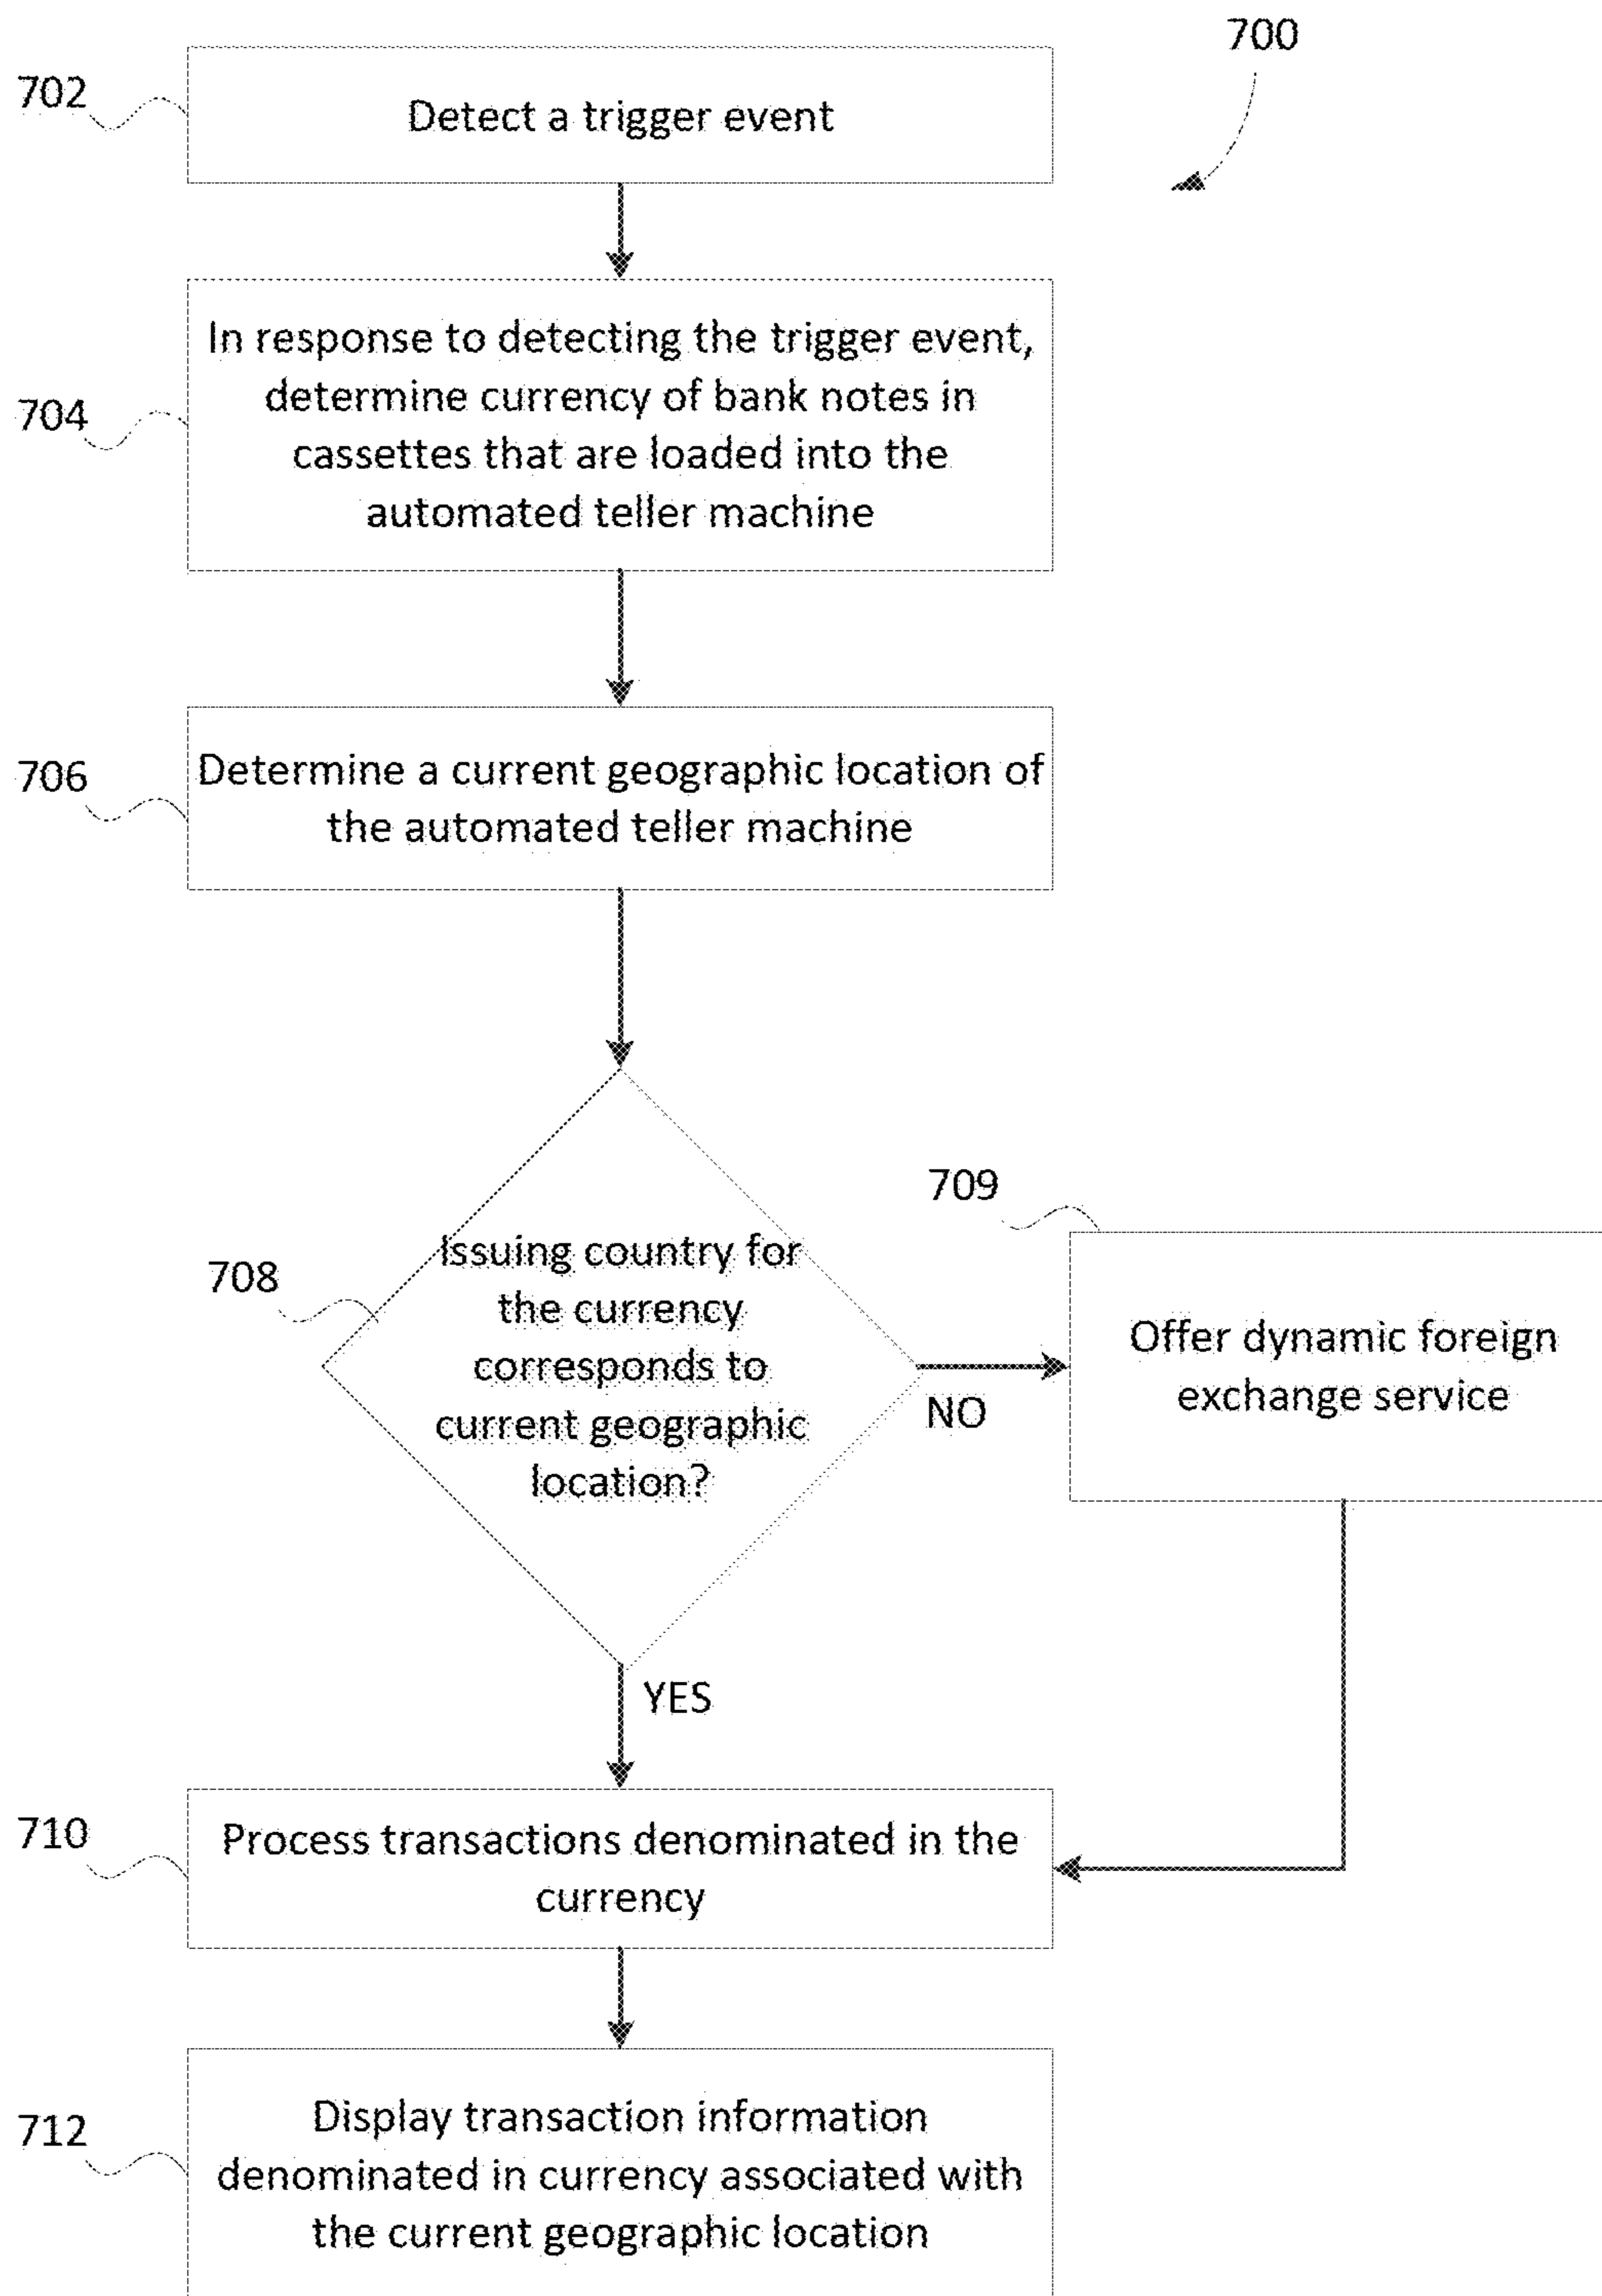 700
702
Detect a trigger event
704
In response to detecting the trigger event,
determine currency of bank notes in
cassettes that are loaded into the
automated teller machine
706
Determine a current geographic location of
the automated teller machine
708
Issuing country for
the currency
corresponds to
current geographic
location?
NO
709
Offer dynamic foreign
exchange service
YES
710
Process transactions denominated in the
currency
712
Display transaction information
denominated in currency associated with
the current geographic location